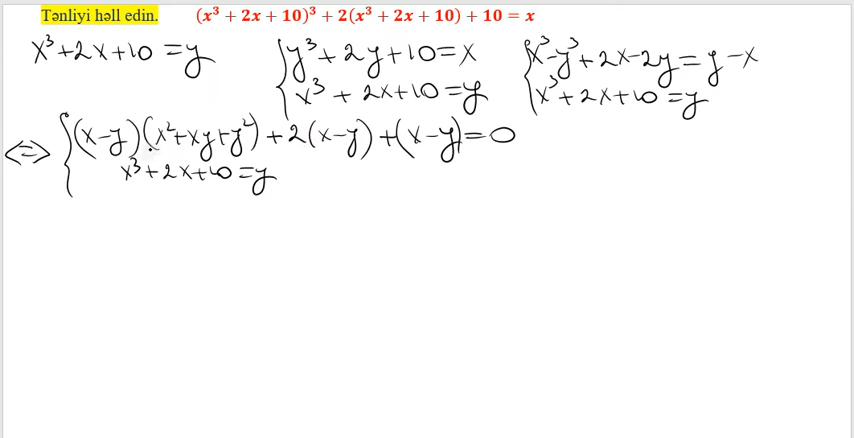 Tənliyi həll edin. (x³ + 2x + 10)³ + 2(x³ + 2x + 10) + 10 = x
x³+2x+10 = y
{ y³+2y+10 = x
x³+2x+10 = y
{ x³-y³+2x-2y = y-x
x³+2x+10 = y
<=> { (x-y)(x²+xy+y²)+2(x-y)+(x-y)=0
x³+2x+10 = y